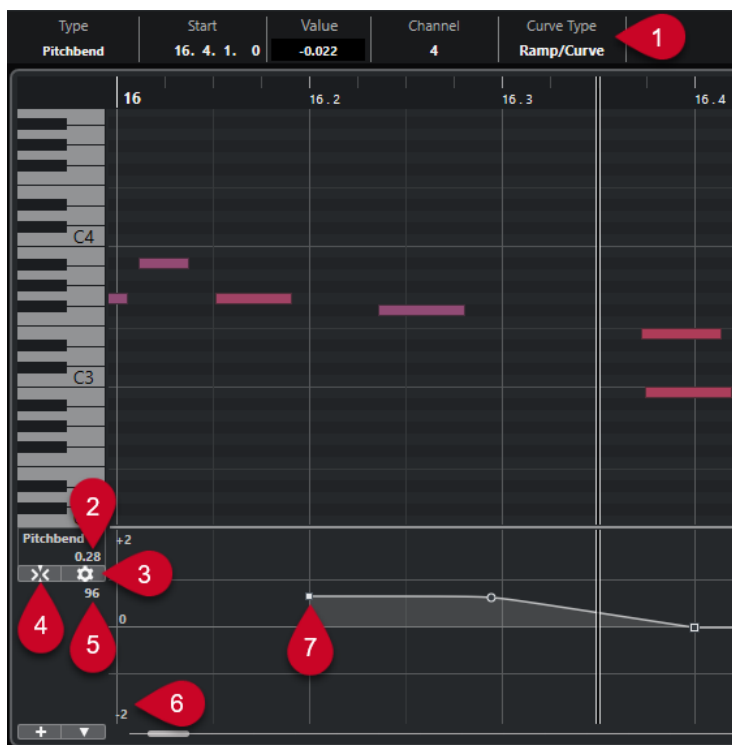 Type Start Value Channel Curve Type
Pitchbend 16. 4. 1. 0 -0.022 4 Ramp/Curve
1
16 16.2 16.3 16.4
C4
C3
2
Pitchbend +2
0.28
3
96
4 5 0 7
6
-2